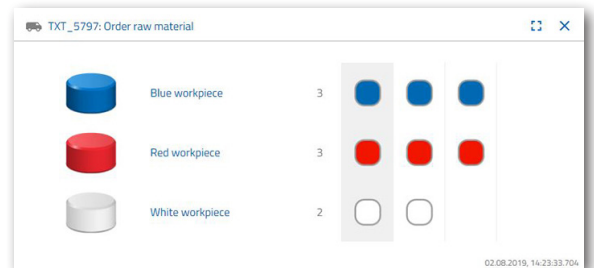 TXT_5797: Order raw material
Blue workpiece 3
Red workpiece 3
White workpiece 2
02.08.2019, 14:23:33.704